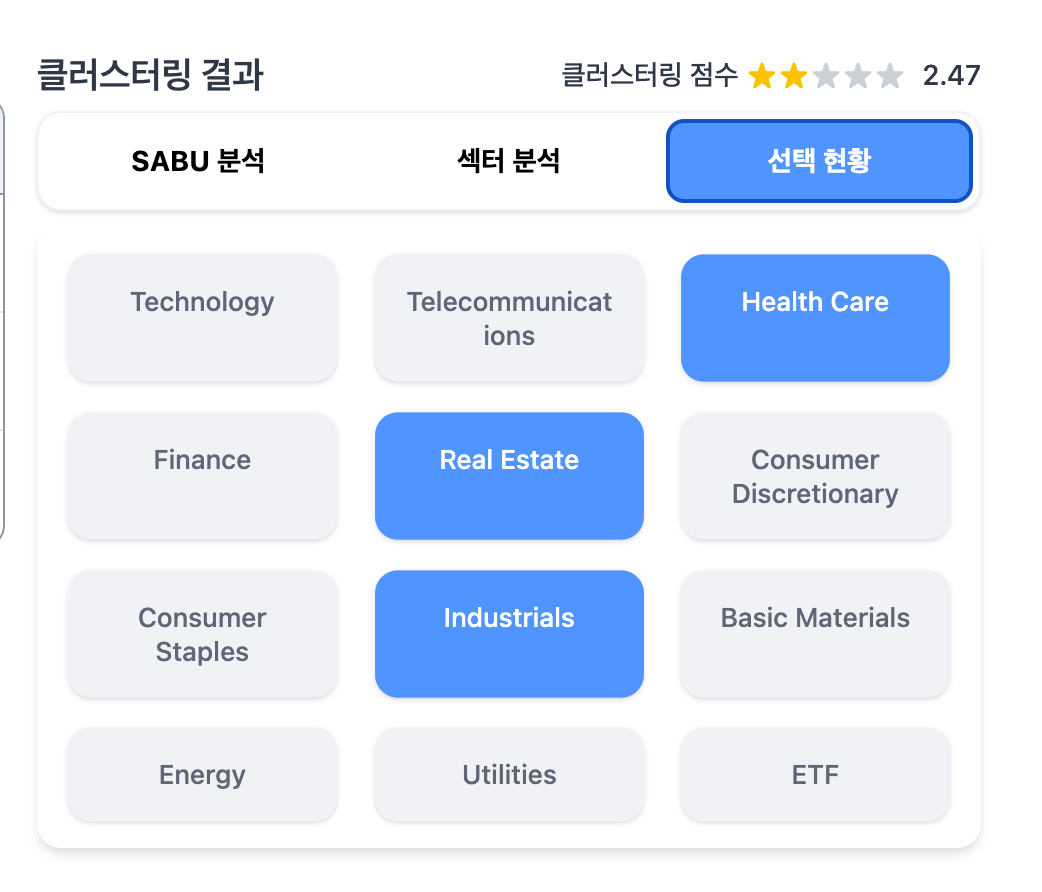 클러스터링 결과
클러스터링 점수 2.47
SABU 분석
섹터 분석
선택 현황
Technology
Telecommunicat
ions
Health Care
Finance
Real Estate
Consumer
Discretionary
Consumer
Staples
Industrials
Basic Materials
Energy
Utilities
ETF